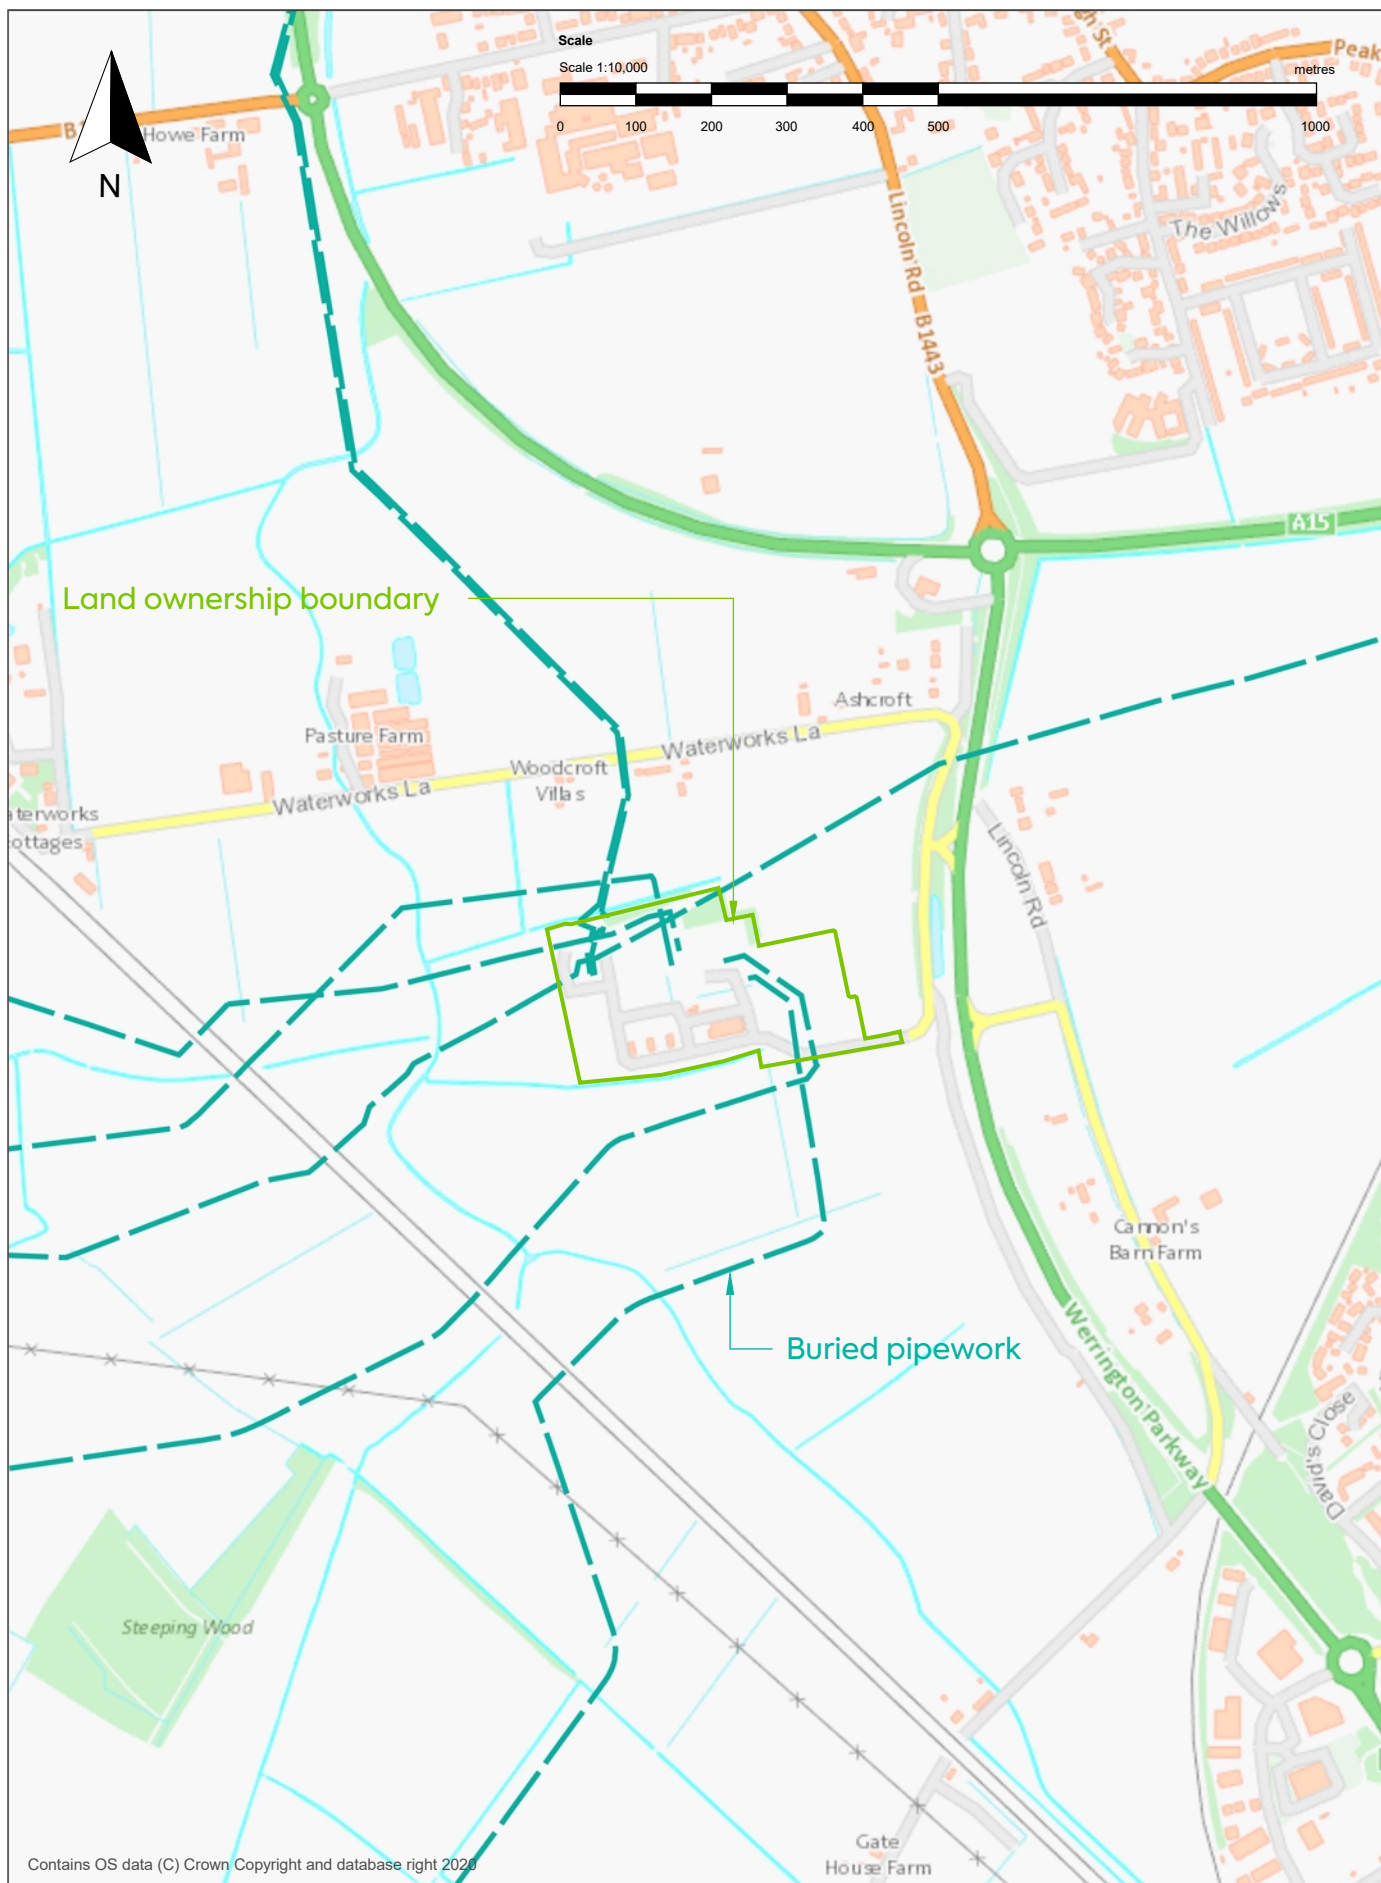 Scale
Scale 1:10,000
metres
0 100 200 300 400 500 1000
N
Howe Farm
Peak
Lincoln Rd B1443
The Willows
A15
Land ownership boundary
Ashcroft
Pasture Farm
Waterworks La
Woodcroft
Villas
Waterworks La
aterworks
ottages
Lincoln Rd
Cannon's
Barn Farm
Werrington Parkway
Buried pipework
David's Close
Steeping Wood
Gate
House Farm
Contains OS data (C) Crown Copyright and database right 2020